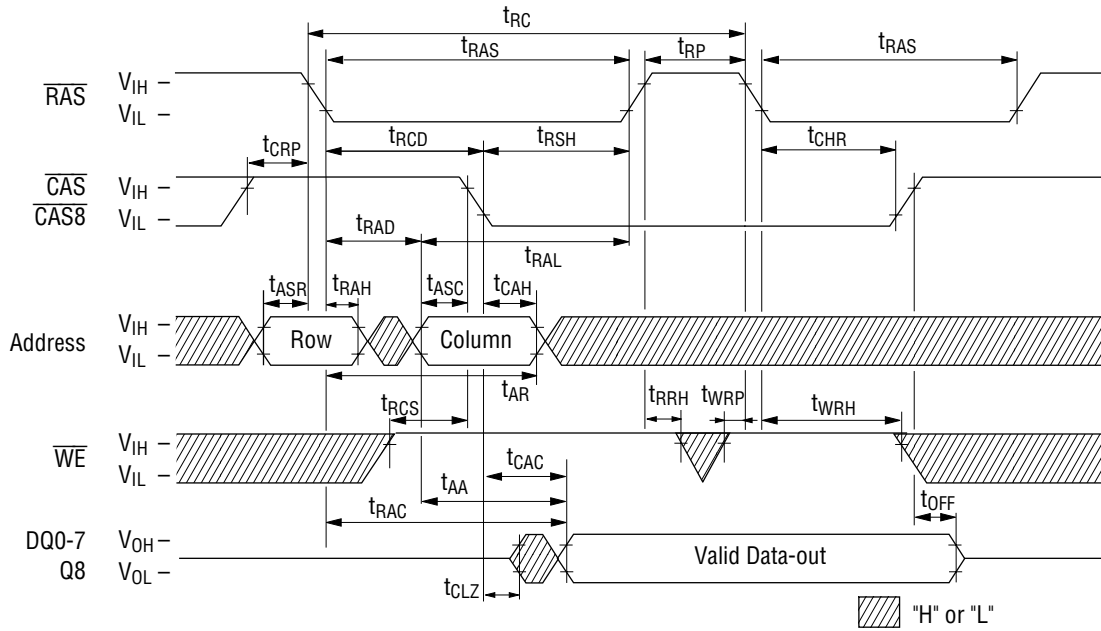 tRC
tRAS
tRP
tRAS
RAS
VIH
VIL
tCRP
tRCD
tRSH
tCHR
CAS
CAS8
VIH
VIL
tRAD
tRAL
tASR
tRAH
tASC
tCAH
Address
VIH
VIL
Row
Column
tAR
tRCS
tRRH
tWRP
tWRH
WE
VIH
VIL
tCAC
tAA
tRAC
tOFF
DQ0-7
Q8
VOH
VOL
Valid Data-out
tCLZ
"H" or "L"